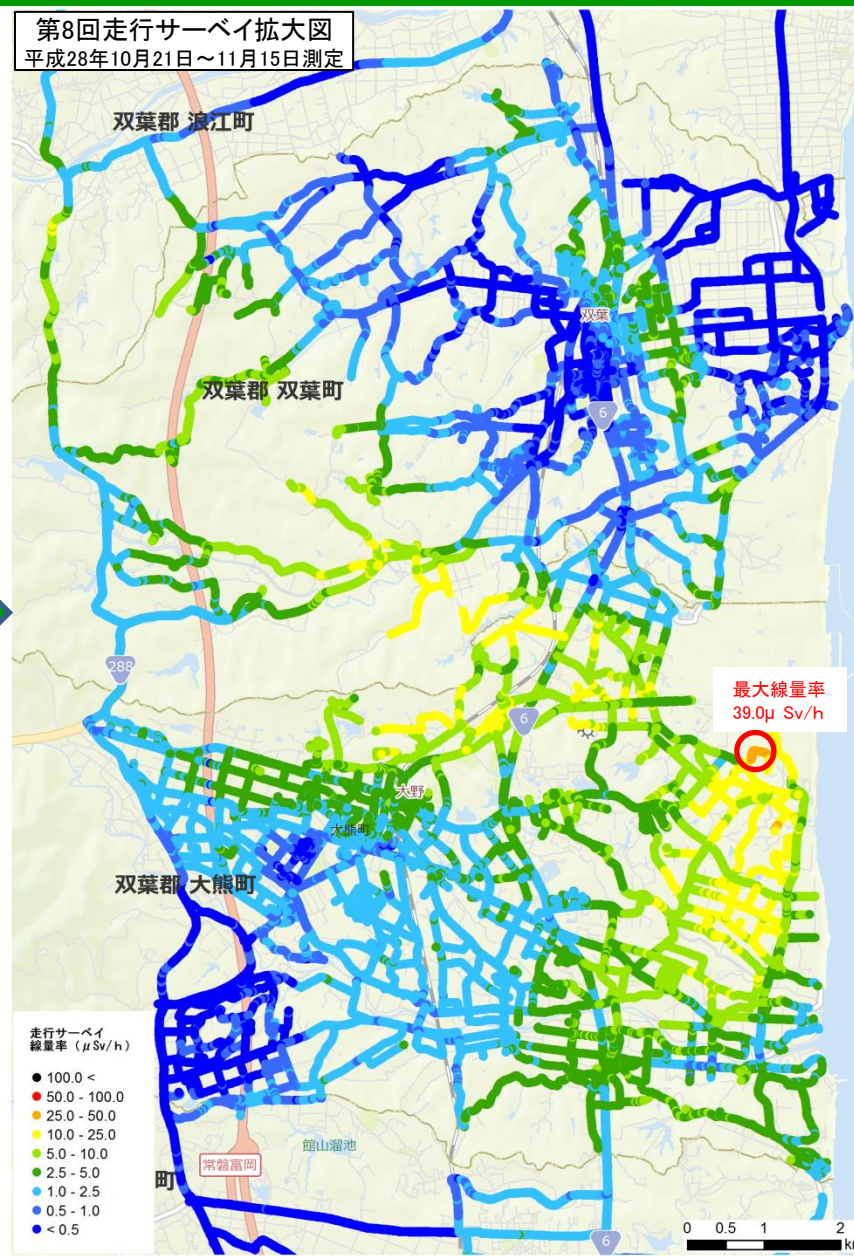 第8回走行サーベイ拡大図
平成28年10月21日～11月15日測定
双葉郡 浪江町
双葉
双葉郡 双葉町
6
288
最大線量率
39.0μ Sv/h
6
大野
大熊町
双葉郡 大熊町
走行サーベイ
線量率（μSv/h）
100.0 <
50.0 - 100.0
25.0 - 50.0
10.0 - 25.0
5.0 - 10.0
2.5 - 5.0
1.0 - 2.5
0.5 - 1.0
< 0.5
館山溜池
常磐富岡
町
6
0 0.5 1 2
km